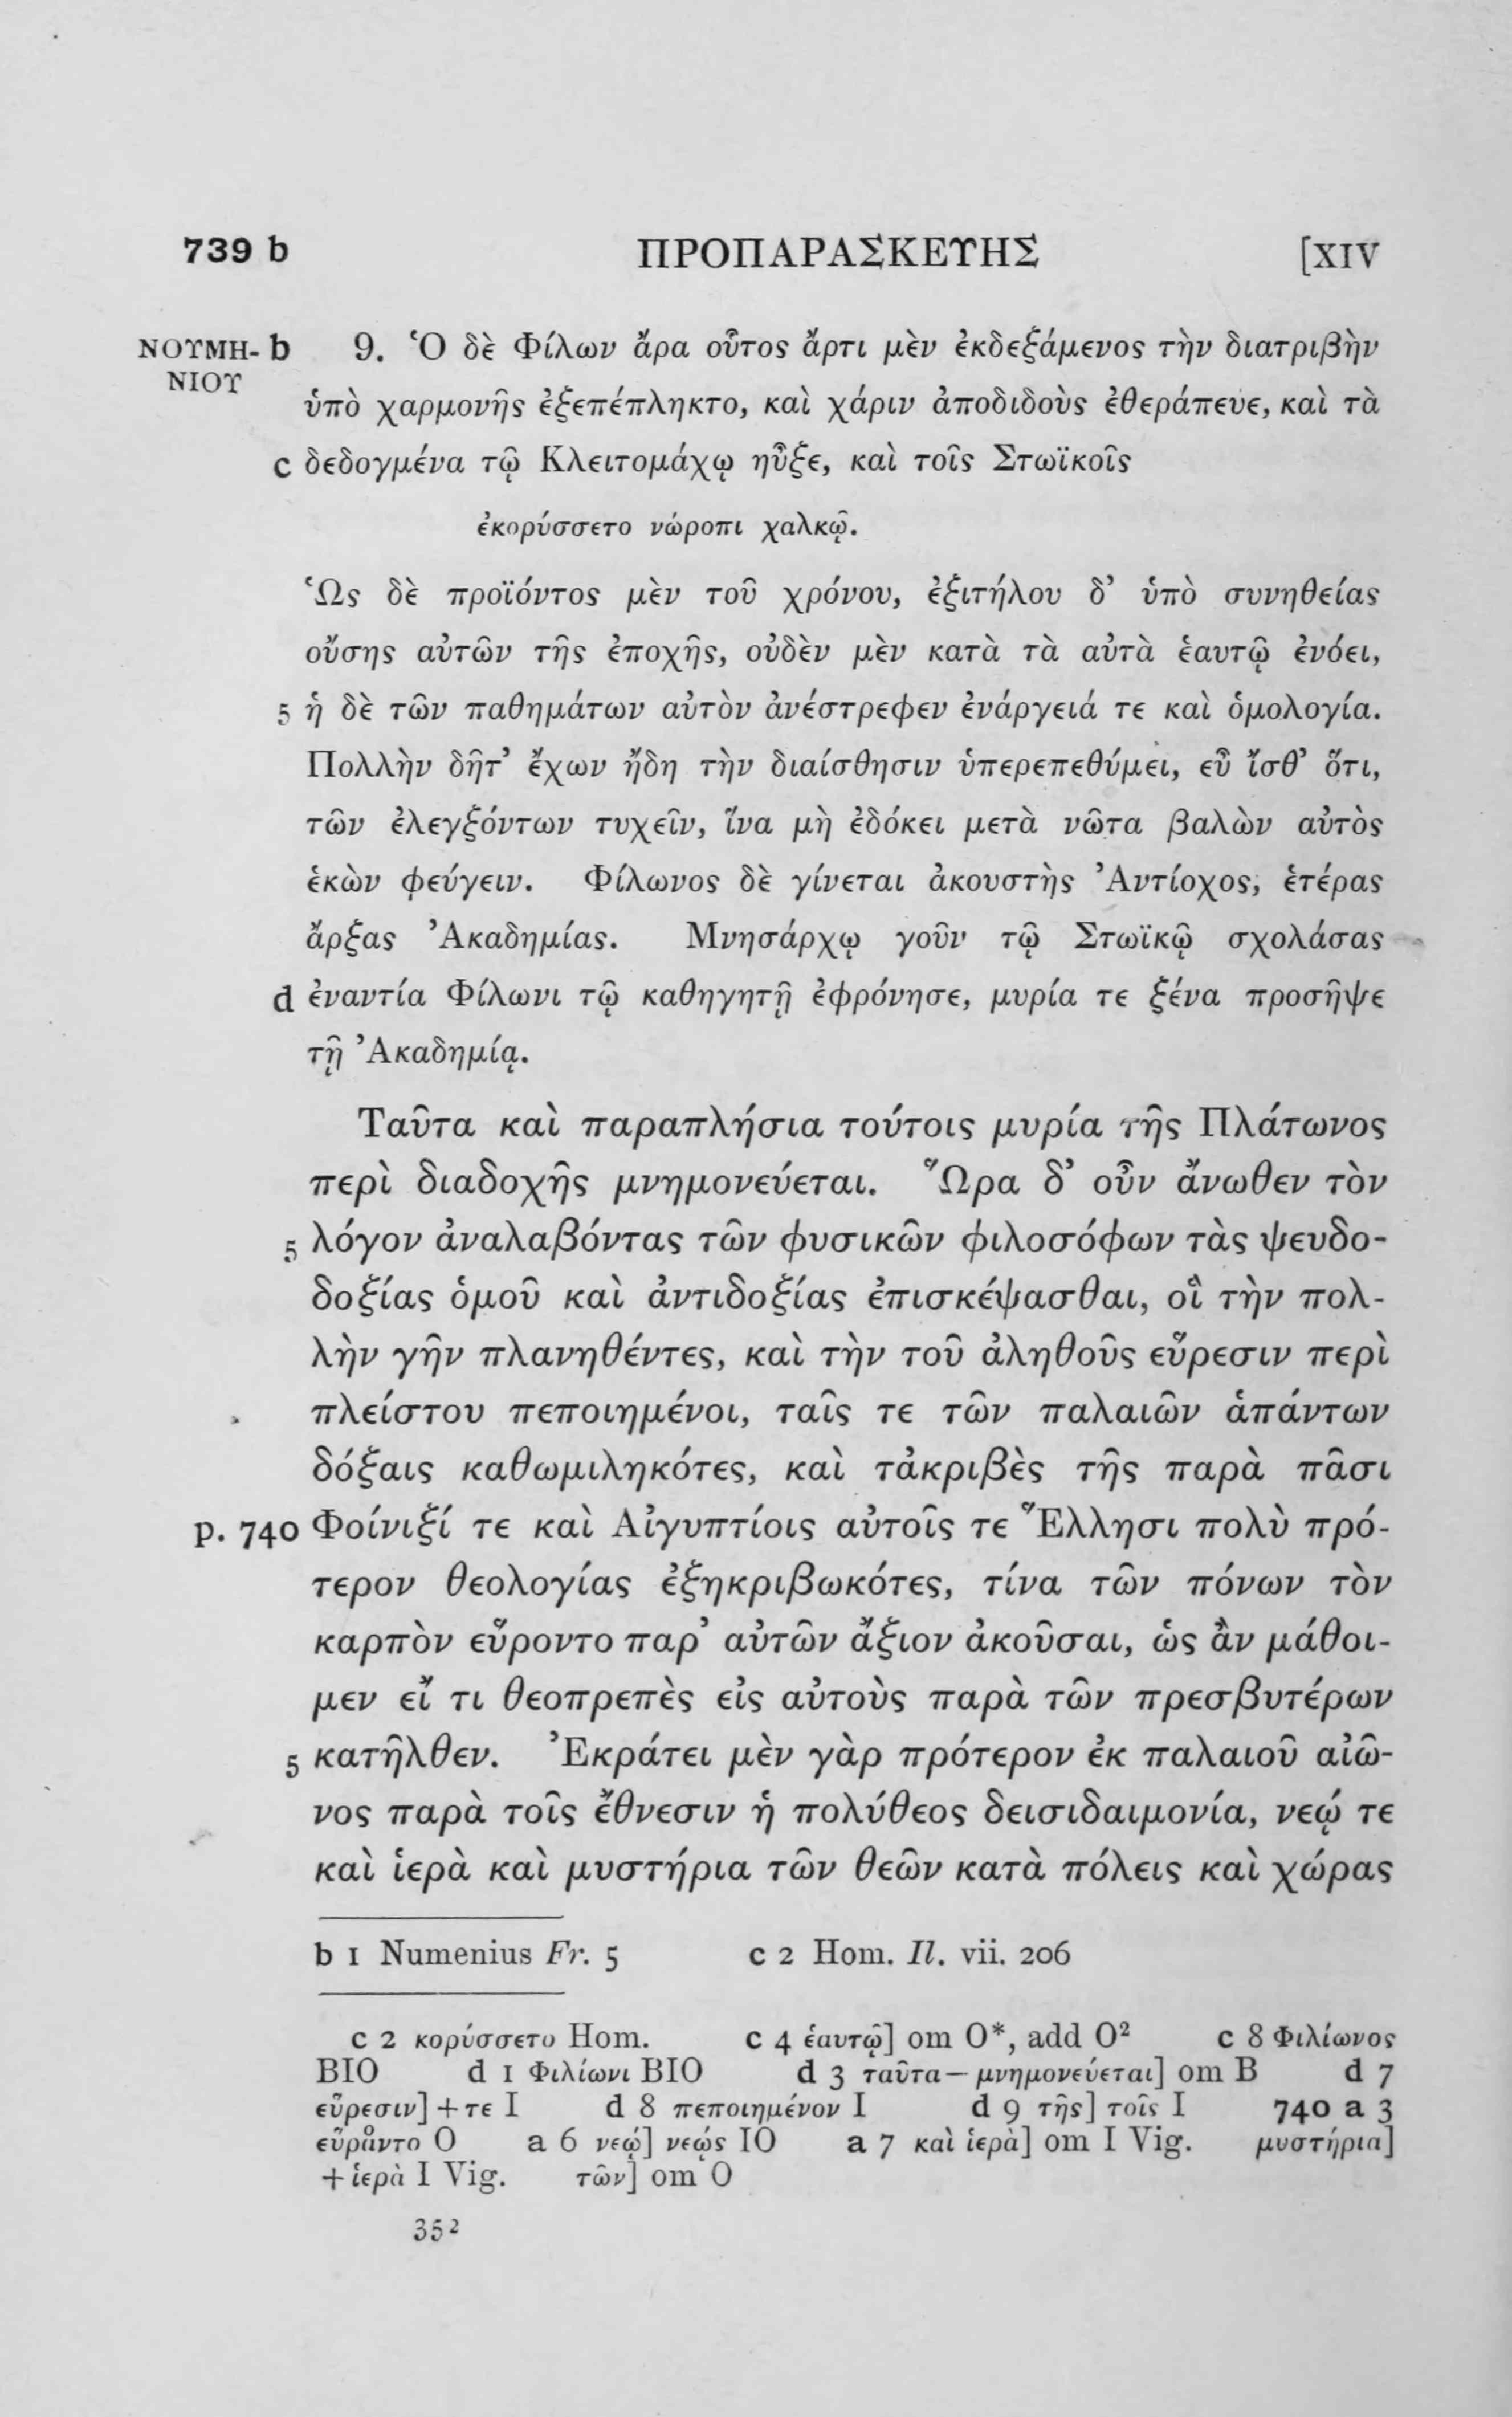 739 b ΠΡΟΠΑΡΑΣΚΕΥΗΣ [XIV
ΝΟΥΜΗ- b 9. Ὁ δὲ Φίλων ἄρα οὗτος ἄρτι μὲν ἐκδεξάμενος τὴν διατριβὴν
ΝΙΟΥ ὑπὸ χαρμονῆς ἐξεπέπληκτο, καὶ χάριν ἀποδιδοὺς ἐθεράπευε, καὶ τὰ
c δεδογμένα τῷ Κλειτομάχῳ ηὖξε, καὶ τοῖς Στωϊκοῖς
ἐκορύσσετο νώροπι χαλκῷ.
Ὡς δὲ προϊόντος μὲν τοῦ χρόνου, ἐξιτήλου δ’ ὑπὸ συνηθείας
οὔσης αὐτῶν τῆς ἐποχῆς, οὐδὲν μὲν κατὰ τὰ αὐτὰ ἑαυτῷ ἐνόει,
5 ἡ δὲ τῶν παθημάτων αὐτὸν ἀνέστρεφεν ἐνάργειά τε καὶ ὁμολογία.
Πολλὴν δῆτ’ ἔχων ἤδη τὴν διαίσθησιν ὑπερεπεθύμει, εὖ ἴσθ’ ὅτι,
τῶν ἐλεγξόντων τυχεῖν, ἵνα μὴ ἐδόκει μετὰ νῶτα βαλὼν αὐτὸς
ἑκὼν φεύγειν. Φίλωνος δὲ γίνεται ἀκουστὴς Ἀντίοχος, ἑτέρας
ἄρξας Ἀκαδημίας. Μνησάρχῳ γοῦν τῷ Στωϊκῷ σχολάσας
d ἐναντία Φίλωνι τῷ καθηγητῇ ἐφρόνησε, μυρία τε ξένα προσῆψε
τῇ Ἀκαδημίᾳ.
Ταῦτα καὶ παραπλήσια τούτοις μυρία τῆς Πλάτωνος
περὶ διαδοχῆς μνημονεύεται. Ὥρα δ’ οὖν ἄνωθεν τὸν
5 λόγον ἀναλαβόντας τῶν φυσικῶν φιλοσόφων τὰς ψευδο-
δοξίας ὁμοῦ καὶ ἀντιδοξίας ἐπισκέψασθαι, οἳ τὴν πολ-
λὴν γῆν πλανηθέντες, καὶ τὴν τοῦ ἀληθοῦς εὕρεσιν περὶ
πλείστου πεποιημένοι, ταῖς τε τῶν παλαιῶν ἁπάντων
δόξαις καθωμιληκότες, καὶ τἀκριβὲς τῆς παρὰ πᾶσι
p. 740 Φοίνιξί τε καὶ Αἰγυπτίοις αὐτοῖς τε Ἕλλησι πολὺ πρό-
τερον θεολογίας ἐξηκριβωκότες, τίνα τῶν πόνων τὸν
καρπὸν εὕροντο παρ’ αὐτῶν ἄξιον ἀκοῦσαι, ὡς ἂν μάθοι-
μεν εἴ τι θεοπρεπὲς εἰς αὐτοὺς παρὰ τῶν πρεσβυτέρων
5 κατῆλθεν. Ἐκράτει μὲν γὰρ πρότερον ἐκ παλαιοῦ αἰῶ-
νος παρὰ τοῖς ἔθνεσιν ἡ πολύθεος δεισιδαιμονία, νεῴ τε
καὶ ἱερὰ καὶ μυστήρια τῶν θεῶν κατὰ πόλεις καὶ χώρας
b 1 Numenius Fr. 5 c 2 Hom. Il. vii. 206
c 2 κορύσσετο Hom. c 4 ἑαυτῷ] om O*, add O² c 8 Φιλίωνος
BIO d 1 Φιλίωνι BIO d 3 ταῦτα—μνημονεύεται] om B d 7
εὕρεσιν] + τε I d 8 πεποιημένον I d 9 τῆς] τοῖς I 740 a 3
εὕραντο O a 6 νεῴ] νεῴς IO a 7 καὶ ἱερὰ] om I Vig. μυστήρια]
+ ἱερὰ I Vig. τῶν] om O
352